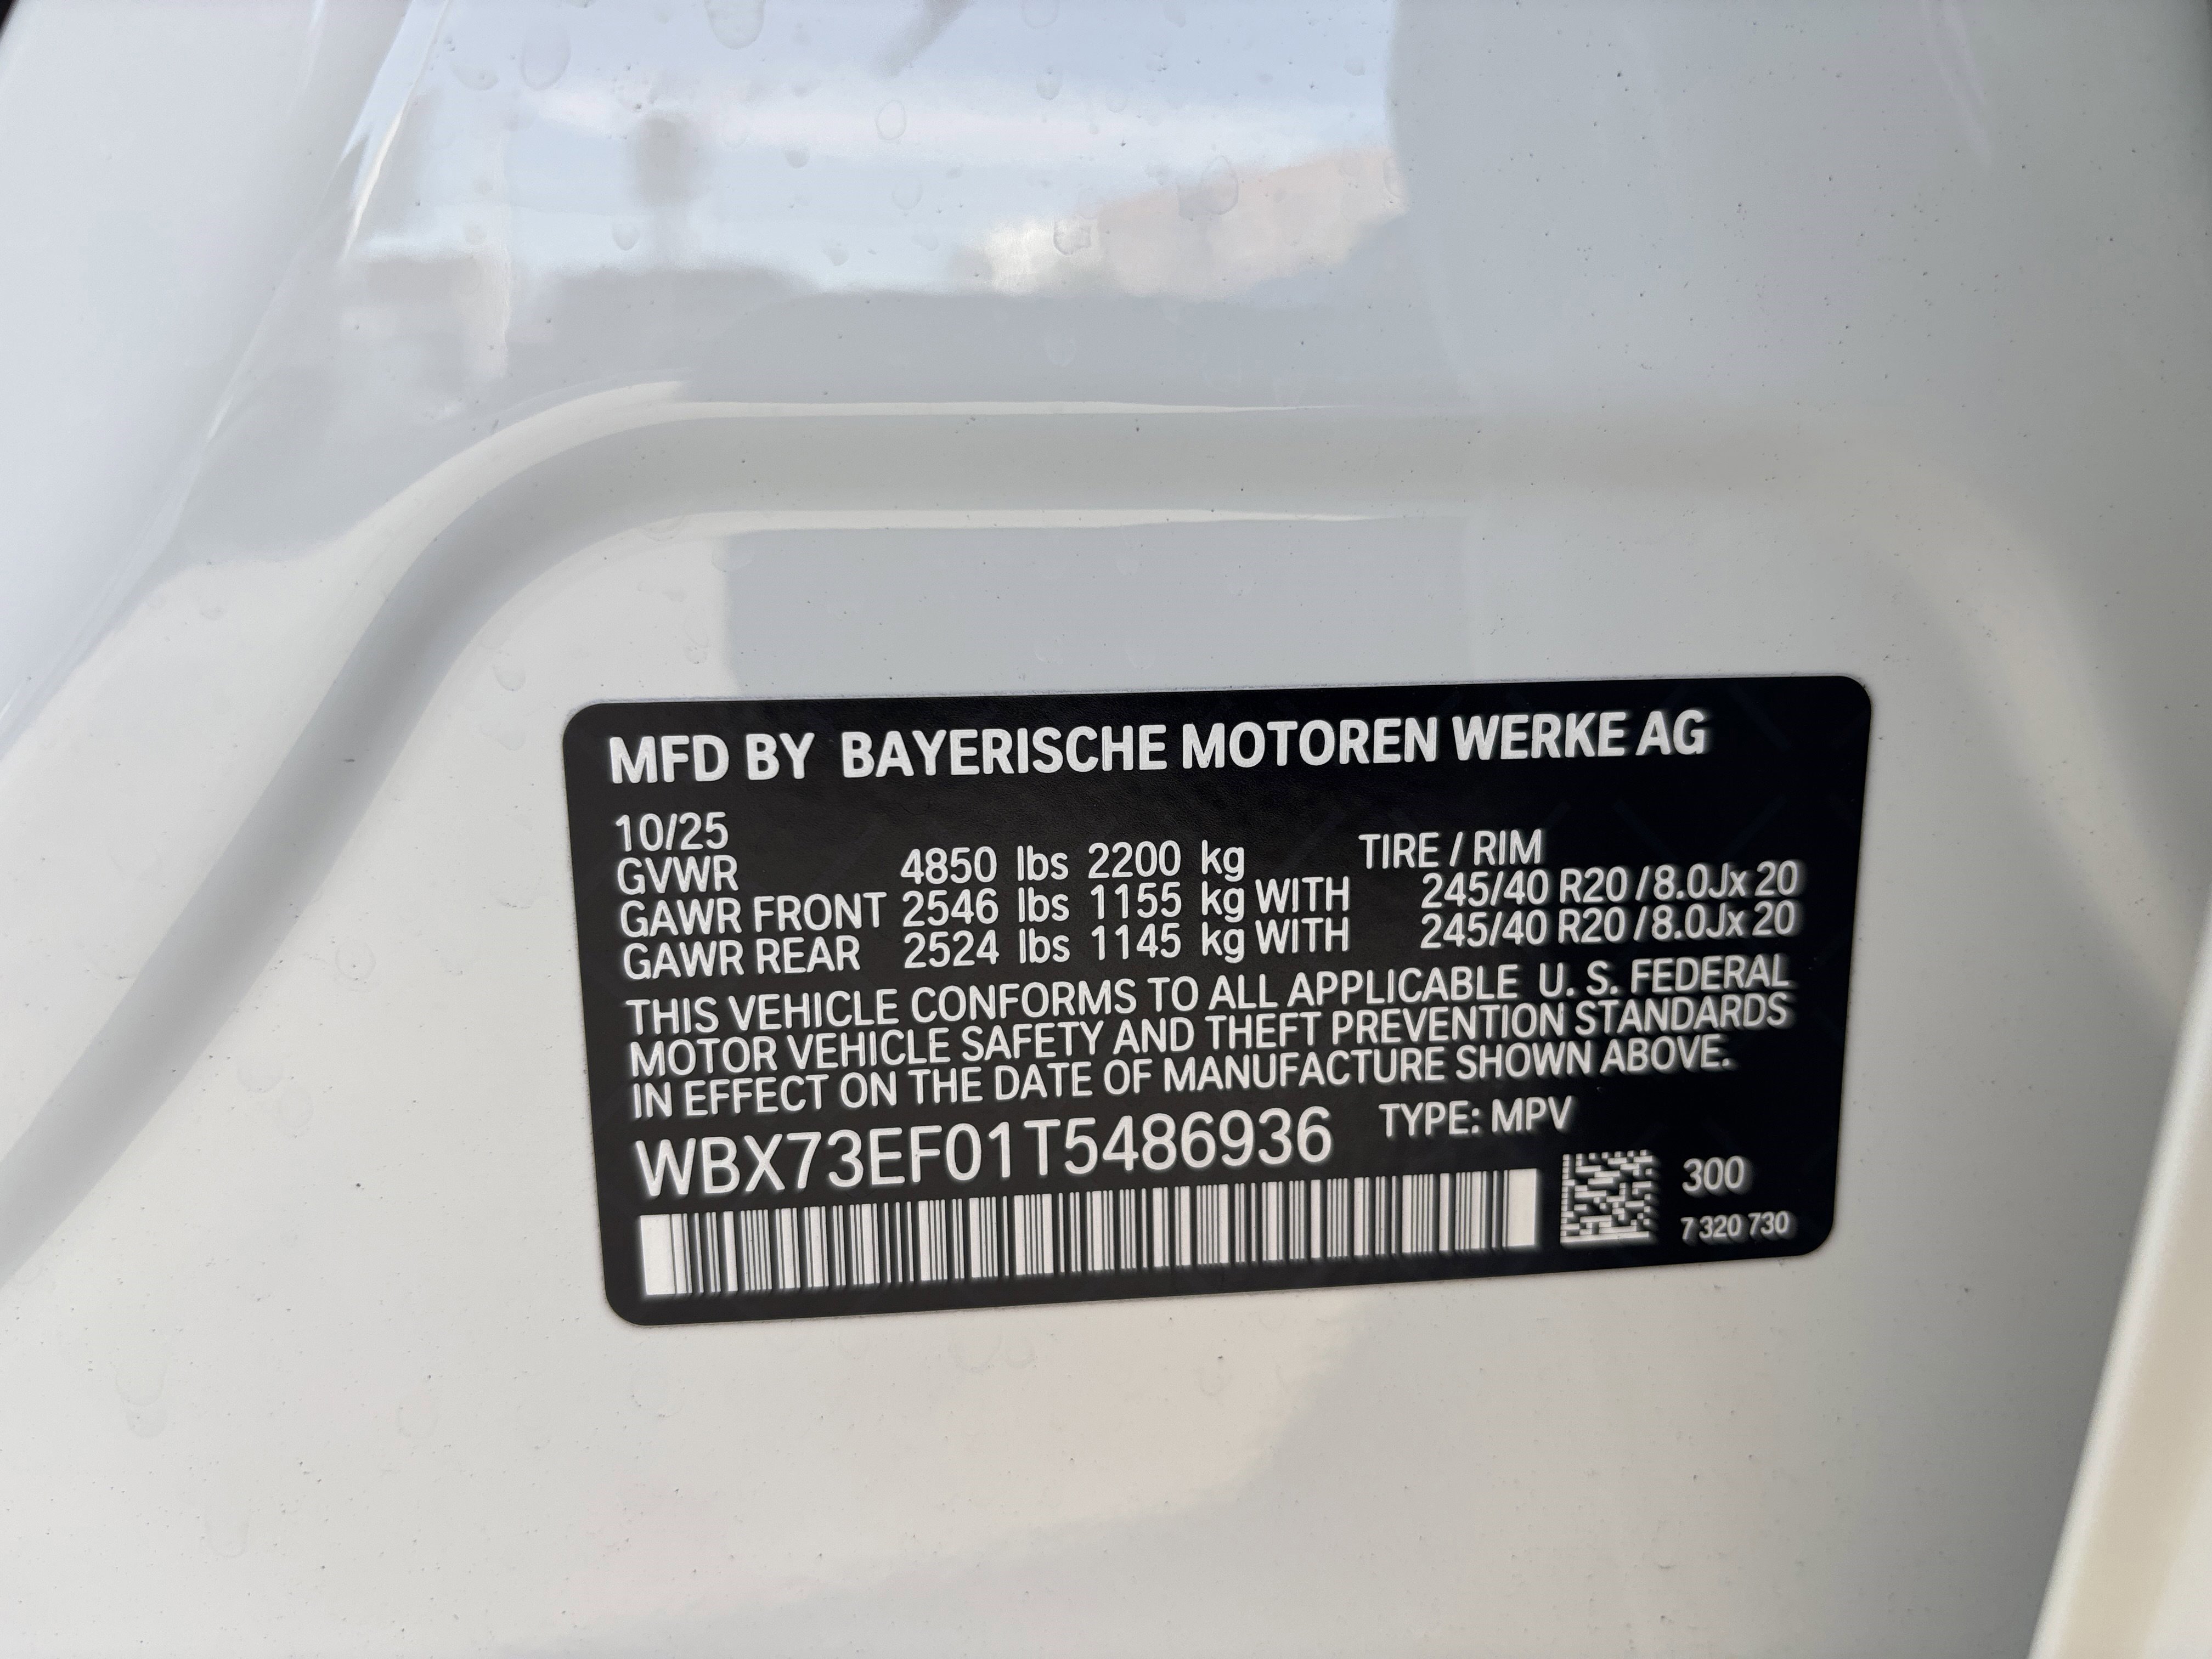 MFD BY BAYERISCHE MOTOREN WERKE AG
10/25
GVWR 4850 lbs 2200 kg TIRE / RIM
GAWR FRONT 2546 lbs 1155 kg WITH 245/40 R20 / 8.0Jx 20
GAWR REAR 2524 lbs 1145 kg WITH 245/40 R20 / 8.0Jx 20
THIS VEHICLE CONFORMS TO ALL APPLICABLE U. S. FEDERAL
MOTOR VEHICLE SAFETY AND THEFT PREVENTION STANDARDS
IN EFFECT ON THE DATE OF MANUFACTURE SHOWN ABOVE.
WBX73EF01T5486936 TYPE: MPV
300
7 320 730